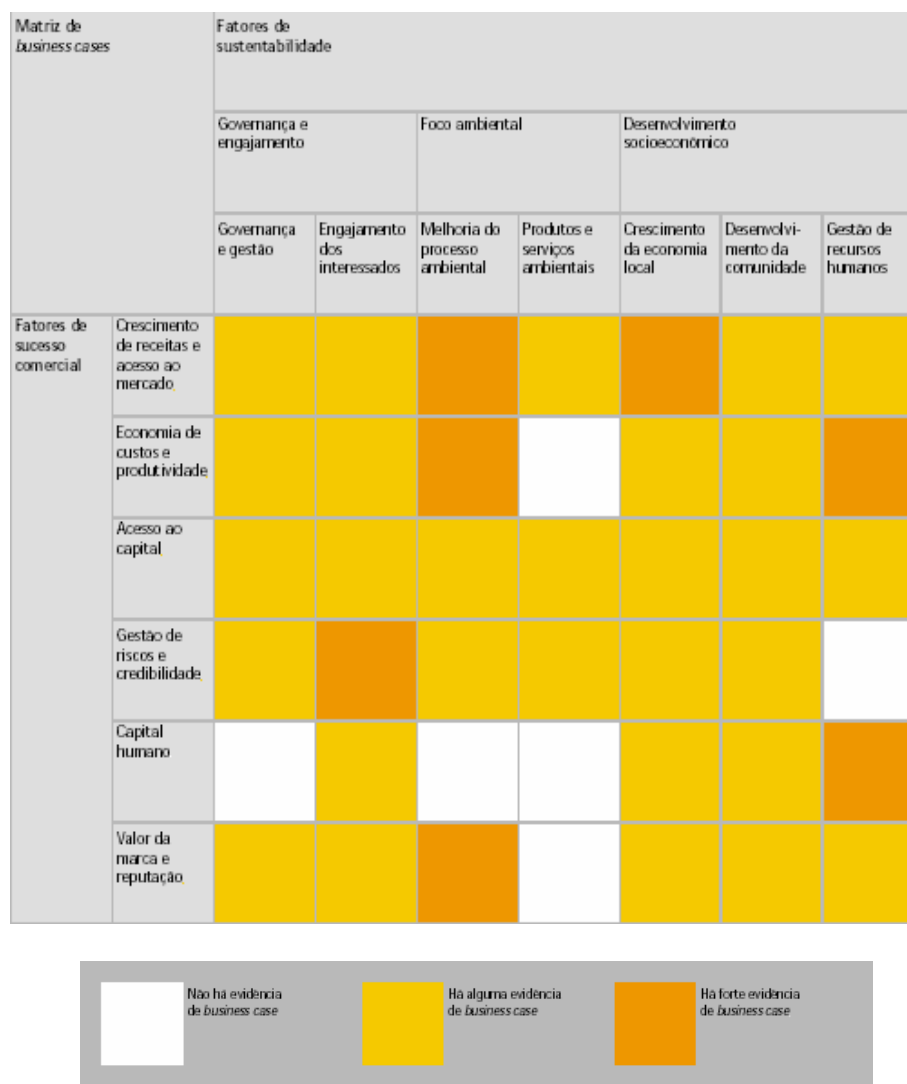 Matriz de
business cases
Fatores de
sustentabilidade
Governança e
engajamento
Foco ambiental
Desenvolvimento
socioeconômico
Governança
e gestão
Engajamento
dos
interessados
Melhoria do
processo
ambiental
Produtos e
serviços
ambientais
Crescimento
da economia
local
Desenvolvi-
mento da
comunidade
Gestão de
recursos
humanos
Fatores de
sucesso
comercial
Crescimento
de receitas e
acesso ao
mercado
Economia de
custos e
produtividade
Acesso ao
capital
Gestão de
riscos e
credibilidade
Capital
humano
Valor da
marca e
reputação
Não há evidência
de business case
Há alguma evidência
de business case
Há forte evidência
de business case